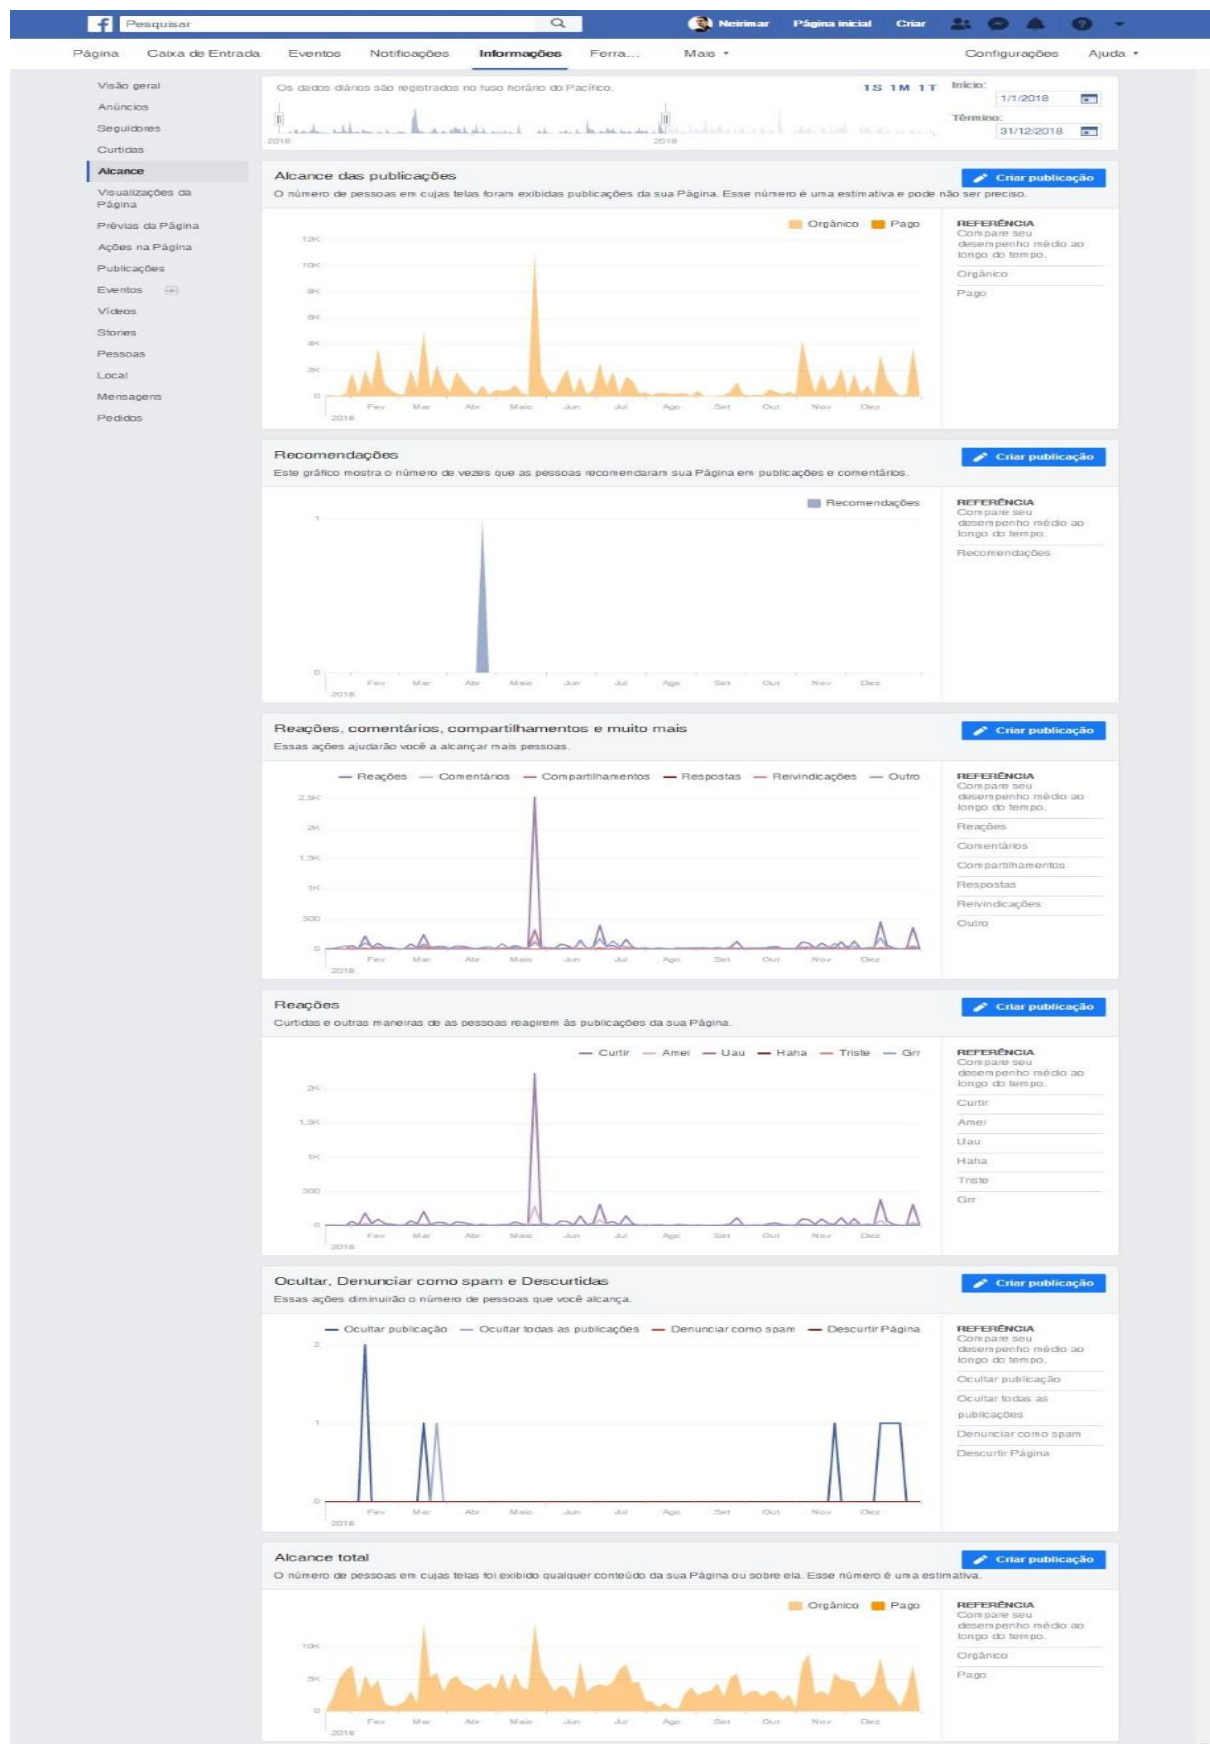 Pesquisar
Neirimar Página inicial Criar
Página Caixa de Entrada Eventos Notificações Informações Ferra... Mais Configurações Ajuda
Visão geral
Anúncios
Seguidores
Curtidas
Alcance
Visualizações da
Página
Prévias da Página
Ações na Página
Publicações
Eventos
Vídeos
Stories
Pessoas
Local
Mensagens
Pedidos
Os dados diários são registrados no fuso horário do Pacífico. 1S 1M 1T
Início:
1/1/2018
Término:
31/12/2018
2018 2019
Alcance das publicações
Criar publicação
O número de pessoas em cujas telas foram exibidas publicações da sua Página. Esse número é uma estimativa e pode não ser preciso.
Orgânico Pago
12K
10K
8K
6K
4K
2K
0
Fev Mar Abr Maio Jun Jul Ago Set Out Nov Dez
2018
REFERÊNCIA
Compare seu
desempenho médio ao
longo do tempo.
Orgânico
Pago
Recomendações
Criar publicação
Este gráfico mostra o número de vezes que as pessoas recomendaram sua Página em publicações e comentários.
Recomendações
1
0
Fev Mar Abr Maio Jun Jul Ago Set Out Nov Dez
2018
REFERÊNCIA
Compare seu
desempenho médio ao
longo do tempo.
Recomendações
Reações, comentários, compartilhamentos e muito mais
Criar publicação
Essas ações ajudarão você a alcançar mais pessoas.
Reações Comentários Compartilhamentos Respostas Reivindicações Outro
2,5K
2K
1,5K
1K
500
0
Fev Mar Abr Maio Jun Jul Ago Set Out Nov Dez
2018
REFERÊNCIA
Compare seu
desempenho médio ao
longo do tempo.
Reações
Comentários
Compartilhamentos
Respostas
Reivindicações
Outro
Reações
Criar publicação
Curtidas e outras maneiras de as pessoas reagirem às publicações da sua Página.
Curtir Amei Uau Haha Triste Grr
2K
1,5K
1K
500
0
Fev Mar Abr Maio Jun Jul Ago Set Out Nov Dez
2018
REFERÊNCIA
Compare seu
desempenho médio ao
longo do tempo.
Curtir
Amei
Uau
Haha
Triste
Grr
Ocultar, Denunciar como spam e Descurtidas
Criar publicação
Essas ações diminuirão o número de pessoas que você alcança.
Ocultar publicação Ocultar todas as publicações Denunciar como spam Descurtir Página
2
1
0
Fev Mar Abr Maio Jun Jul Ago Set Out Nov Dez
2018
REFERÊNCIA
Compare seu
desempenho médio ao
longo do tempo.
Ocultar publicação
Ocultar todas as
publicações
Denunciar como spam
Descurtir Página
Alcance total
Criar publicação
O número de pessoas em cujas telas foi exibido qualquer conteúdo da sua Página ou sobre ela. Esse número é uma estimativa.
Orgânico Pago
10K
5K
0
Fev Mar Abr Maio Jun Jul Ago Set Out Nov Dez
2018
REFERÊNCIA
Compare seu
desempenho médio ao
longo do tempo.
Orgânico
Pago